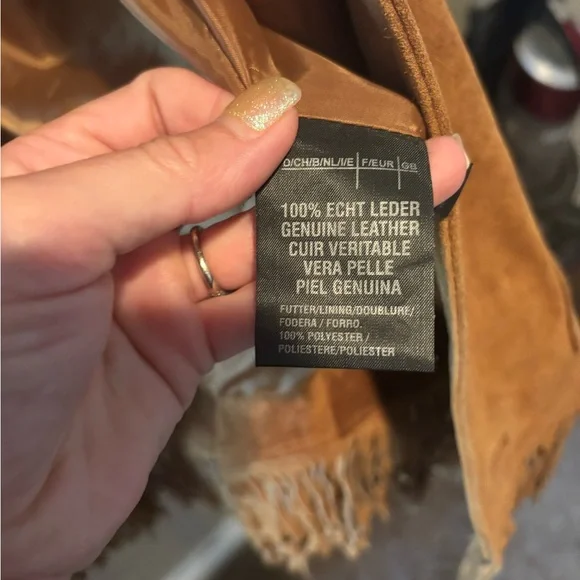 D/CH/B/NL/I/E F/EUR GB
100% ECHT LEDER
GENUINE LEATHER
CUIR VERITABLE
VERA PELLE
PIEL GENUINA
FUTTER/LINING/DOUBLURE/
FODERA / FORRO.
100% POLYESTER /
POLIESTERE/POLIESTER